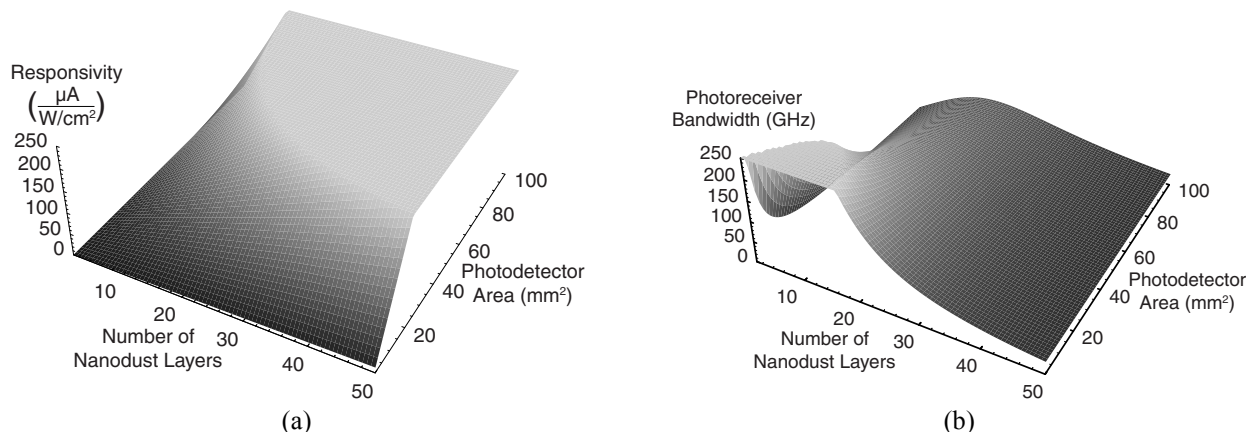 Responsivity
(μA
W/cm²)
250
200
150
100
50
0
10
20
30
40
50
Number of
Nanodust Layers
20
40
60
80
100
Photodetector
Area (mm²)
(a)
Photoreceiver
Bandwidth (GHz)
250
200
150
100
50
0
10
20
30
40
50
Number of
Nanodust Layers
20
40
60
80
100
Photodetector
Area (mm²)
(b)